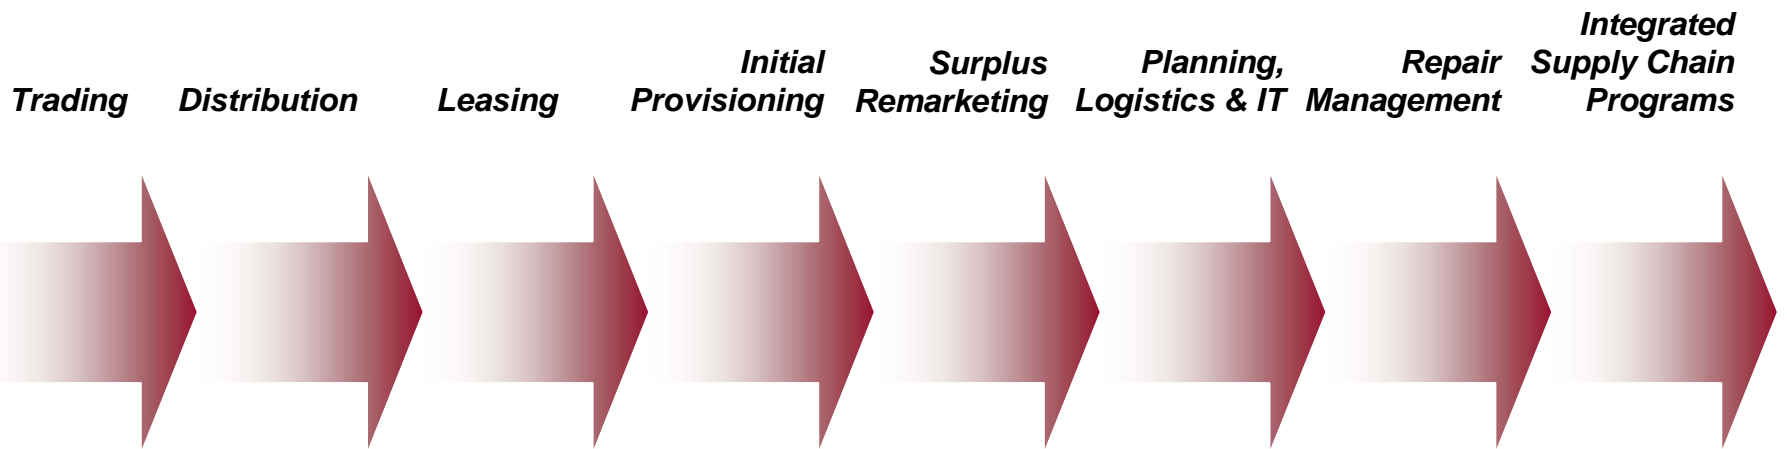 Trading
Distribution
Leasing
Initial
Provisioning
Surplus
Remarketing
Planning,
Logistics & IT
Repair
Management
Integrated
Supply Chain
Programs